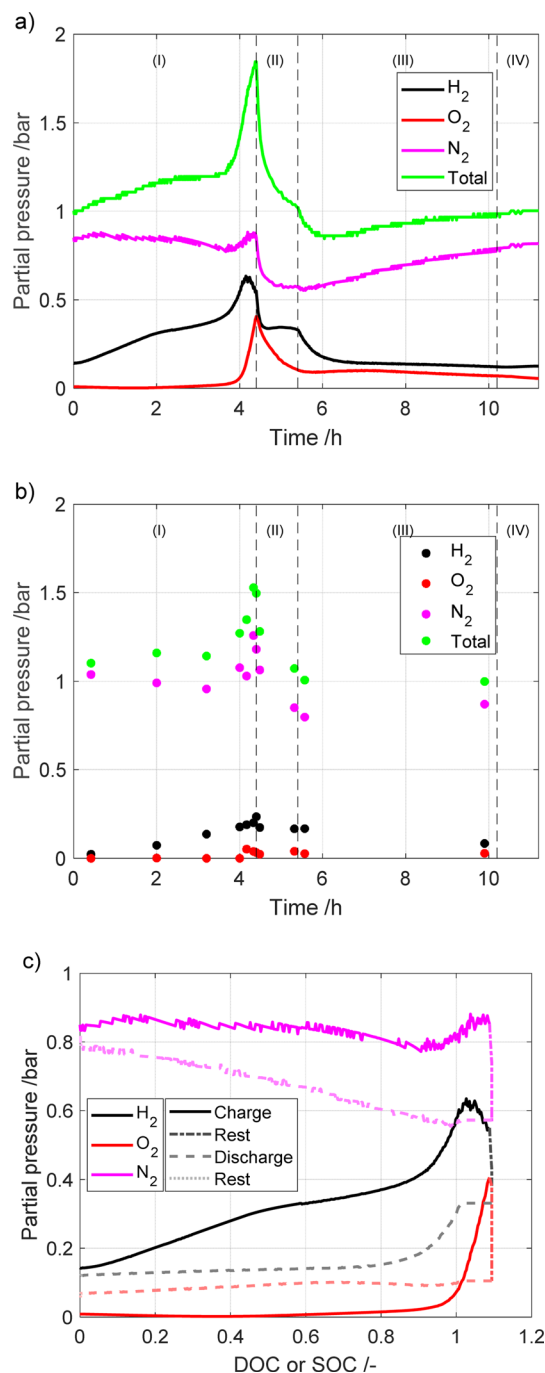 a)
2
1.5
1
0.5
0
Partial pressure /bar
(I)
(II)
(III)
(IV)
H2
O2
N2
Total
0
2
4
6
8
10
Time /h
b)
2
1.5
1
0.5
0
Partial pressure /bar
(I)
(II)
(III)
(IV)
H2
O2
N2
Total
0
2
4
6
8
10
Time /h
c)
1
0.8
0.6
0.4
0.2
0
Partial pressure /bar
H2
O2
N2
Charge
Rest
Discharge
Rest
0
0.2
0.4
0.6
0.8
1
1.2
DOC or SOC /-